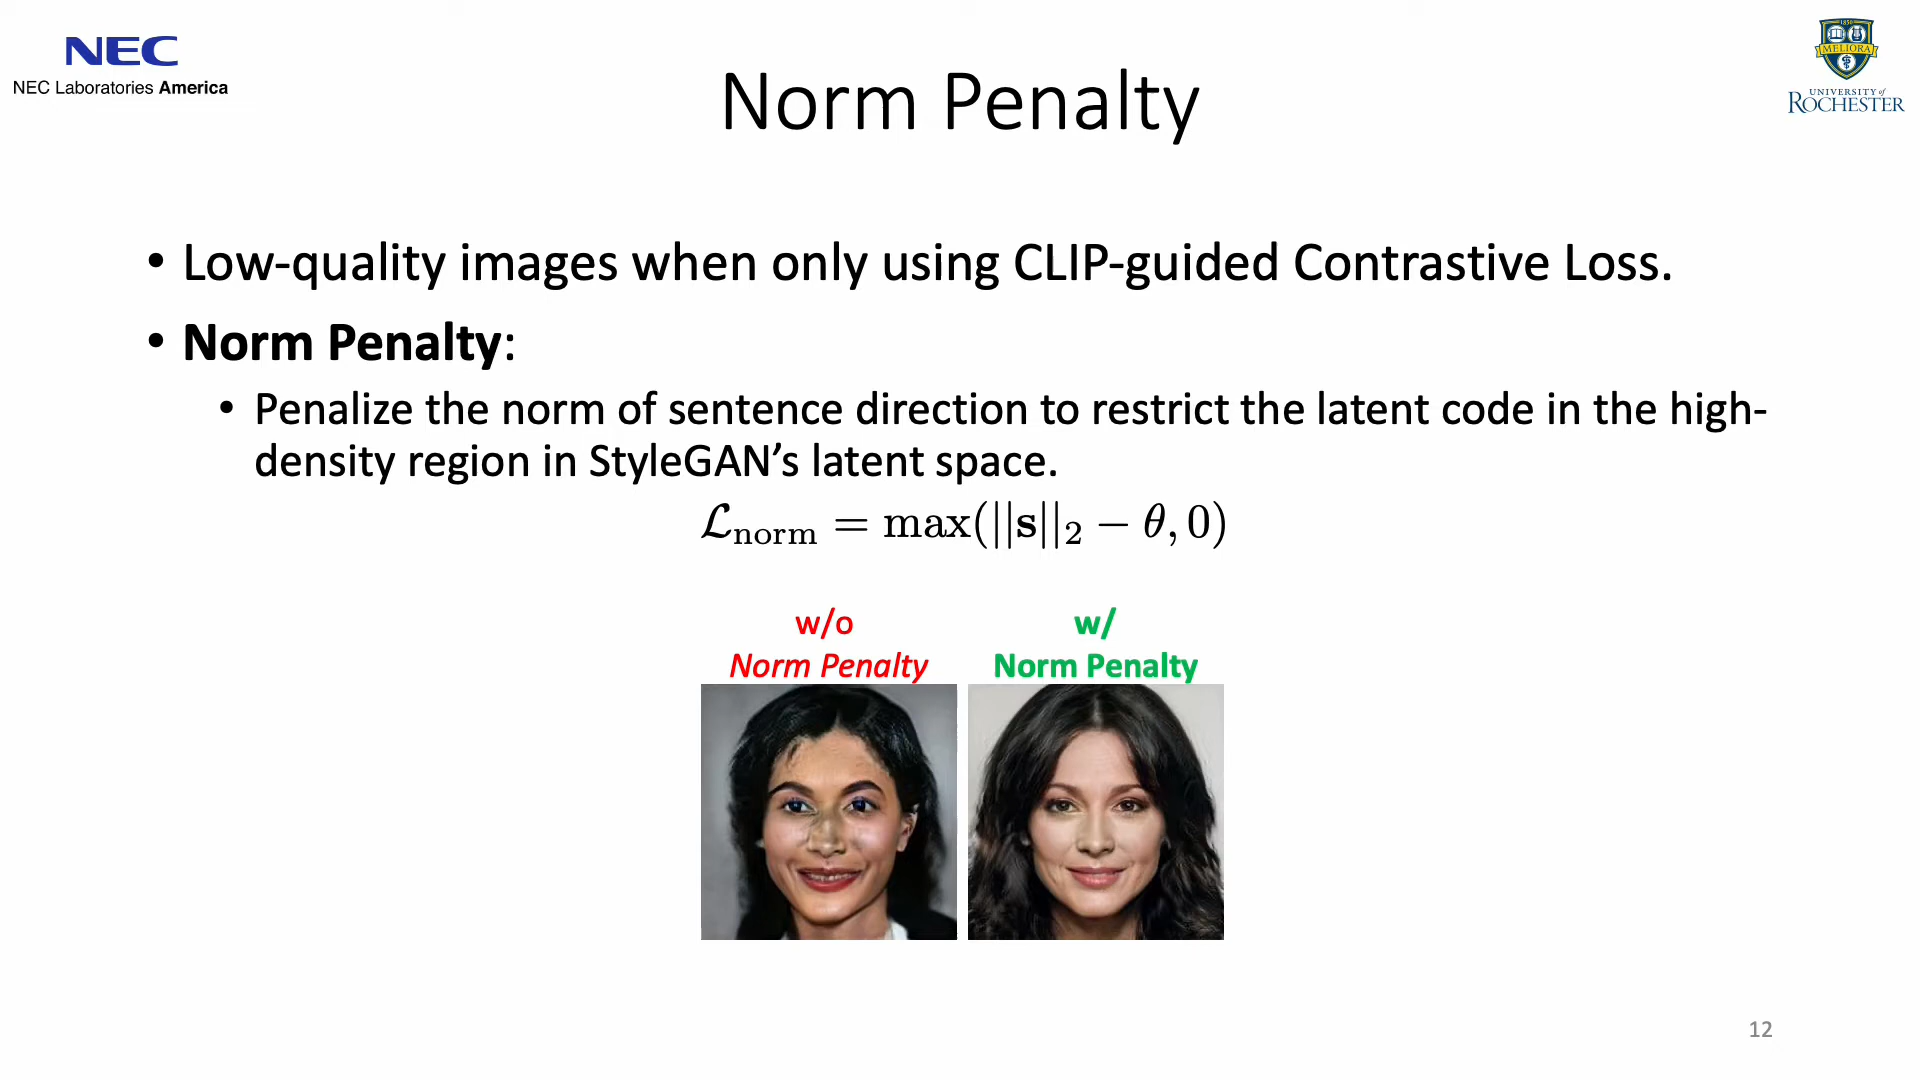 NEC
NEC Laboratories America
1850
MELIORA
UNIVERSITY of
ROCHESTER
Norm Penalty
• Low-quality images when only using CLIP-guided Contrastive Loss.
• Norm Penalty:
• Penalize the norm of sentence direction to restrict the latent code in the high-
density region in StyleGAN’s latent space.
ℒnorm = max(||s||₂ − θ, 0)
w/o
Norm Penalty
w/
Norm Penalty
12